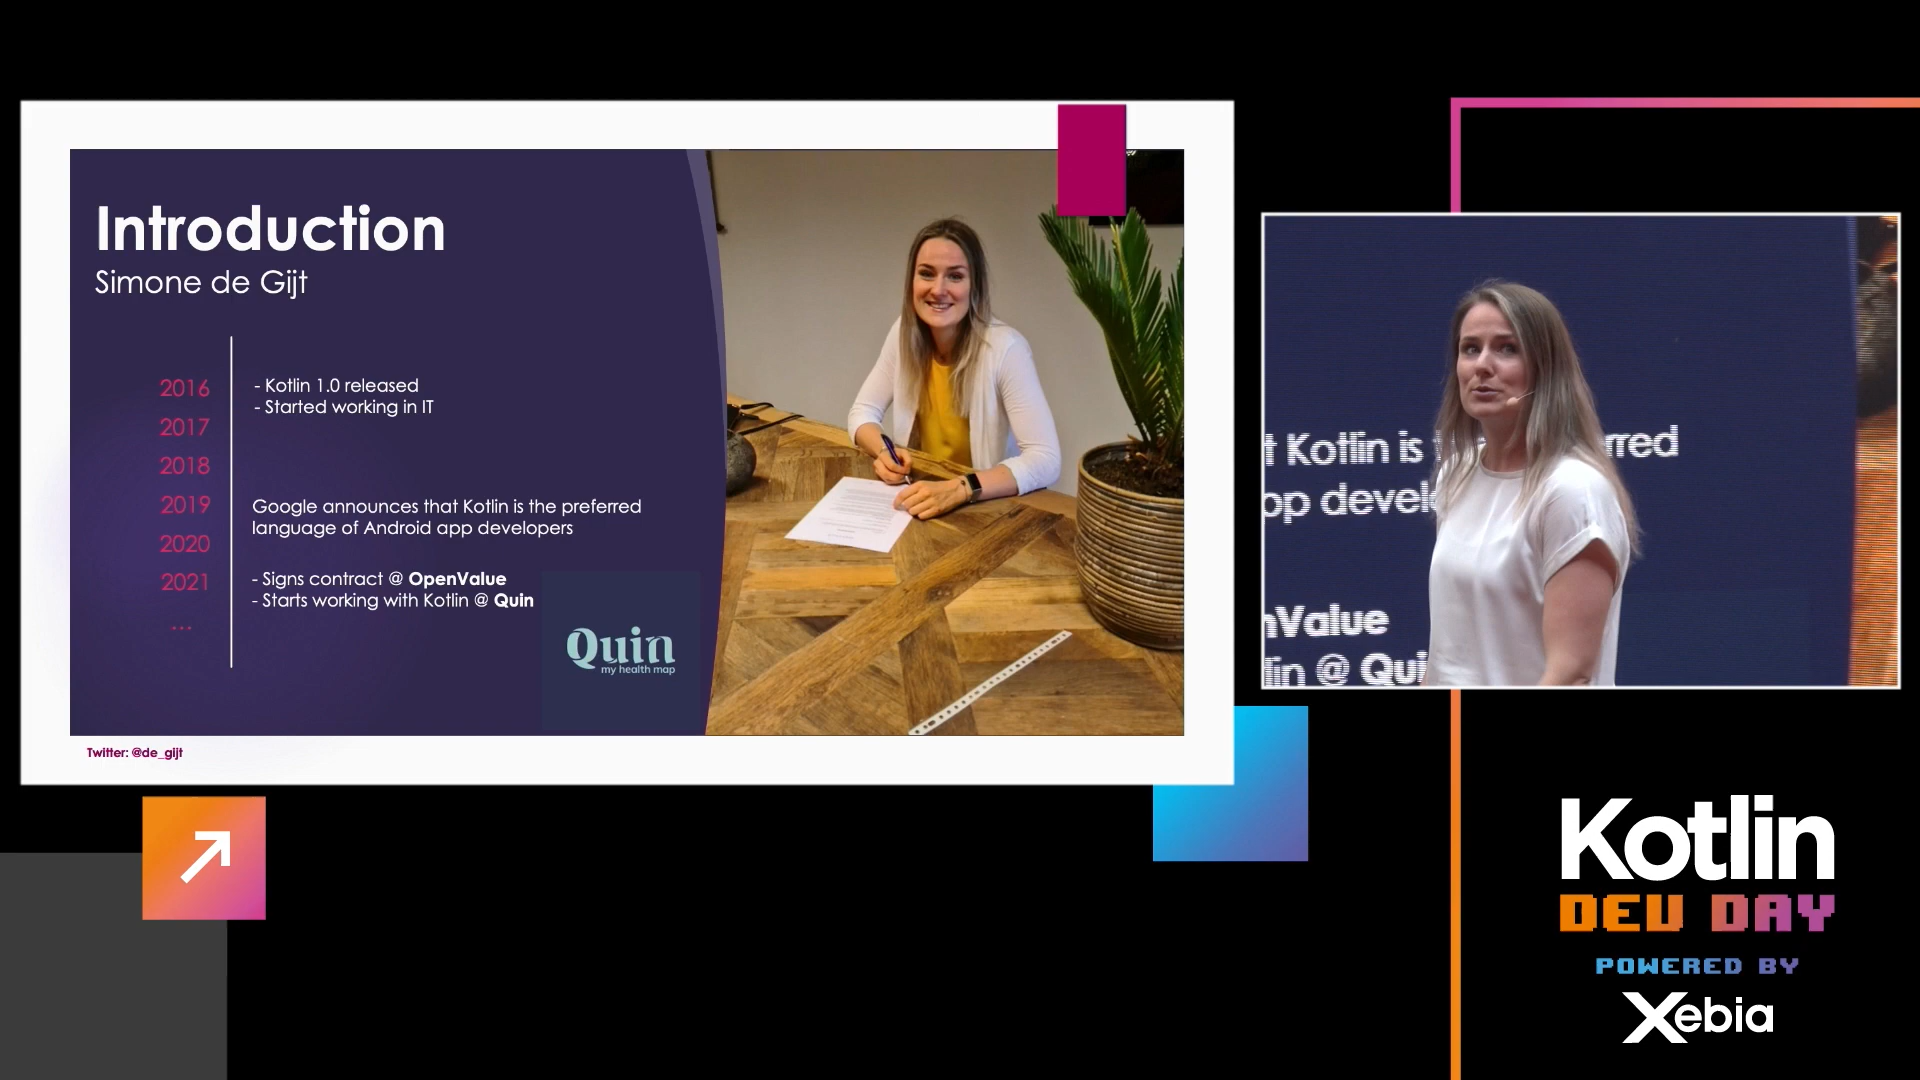 Introduction
Simone de Gijt
2016
- Kotlin 1.0 released
- Started working in IT
2017
2018
2019
Google announces that Kotlin is the preferred
language of Android app developers
2020
2021
- Signs contract @ OpenValue
- Starts working with Kotlin @ Quin
...
Quin
my health map
Twitter: @de_gijt
t Kotlin is rred
op develo
nValue
lin @ Qui
Kotlin
DEV DAY
POWERED BY
Xebia